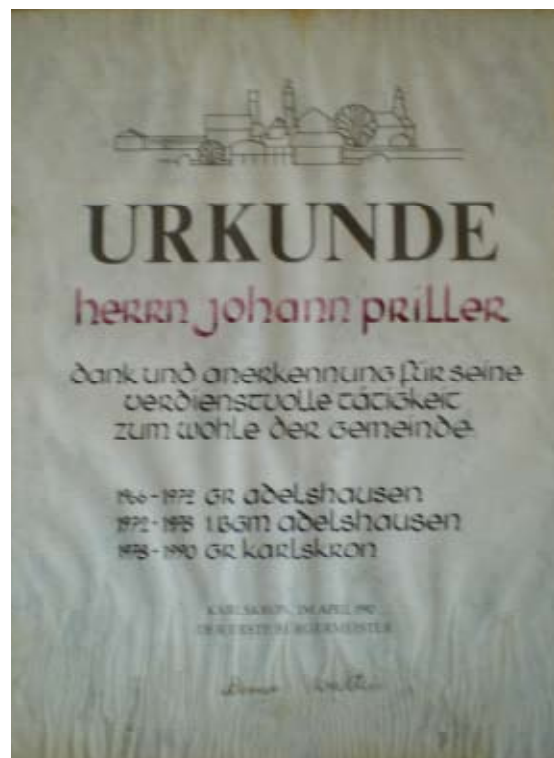 URKUNDE
herrn johann priller
dank und anerkennung für seine
verdienstvolle tätigkeit
zum wohle der gemeinde
1966-1972 GR adelshausen
1972-1978 1.BGM adelshausen
1978-1990 GR karlskron
KARLSKRON, IM APRIL 1990
DER ERSTE BÜRGERMEISTER